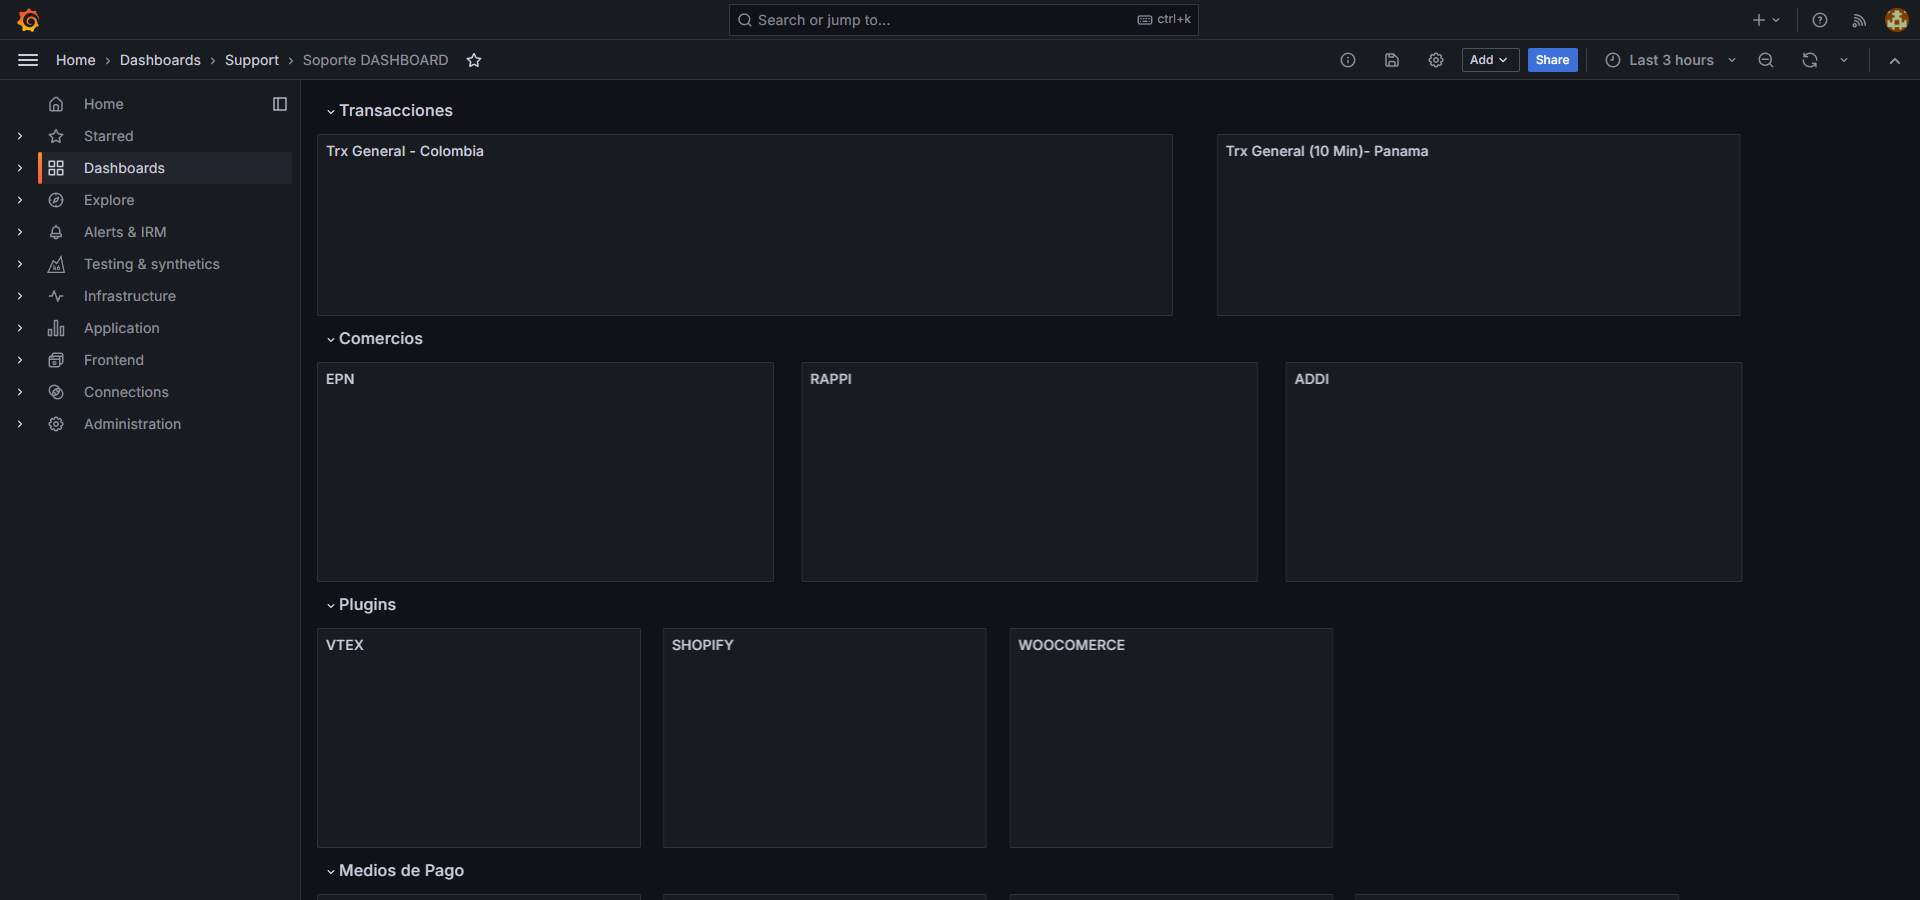 Search or jump to...
ctrl+k
Home › Dashboards › Support › Soporte DASHBOARD
Add
Share
Last 3 hours
Home
Starred
Dashboards
Explore
Alerts & IRM
Testing & synthetics
Infrastructure
Application
Frontend
Connections
Administration
Transacciones
Trx General - Colombia
Trx General (10 Min)- Panama
Comercios
EPN
RAPPI
ADDI
Plugins
VTEX
SHOPIFY
WOOCOMERCE
Medios de Pago